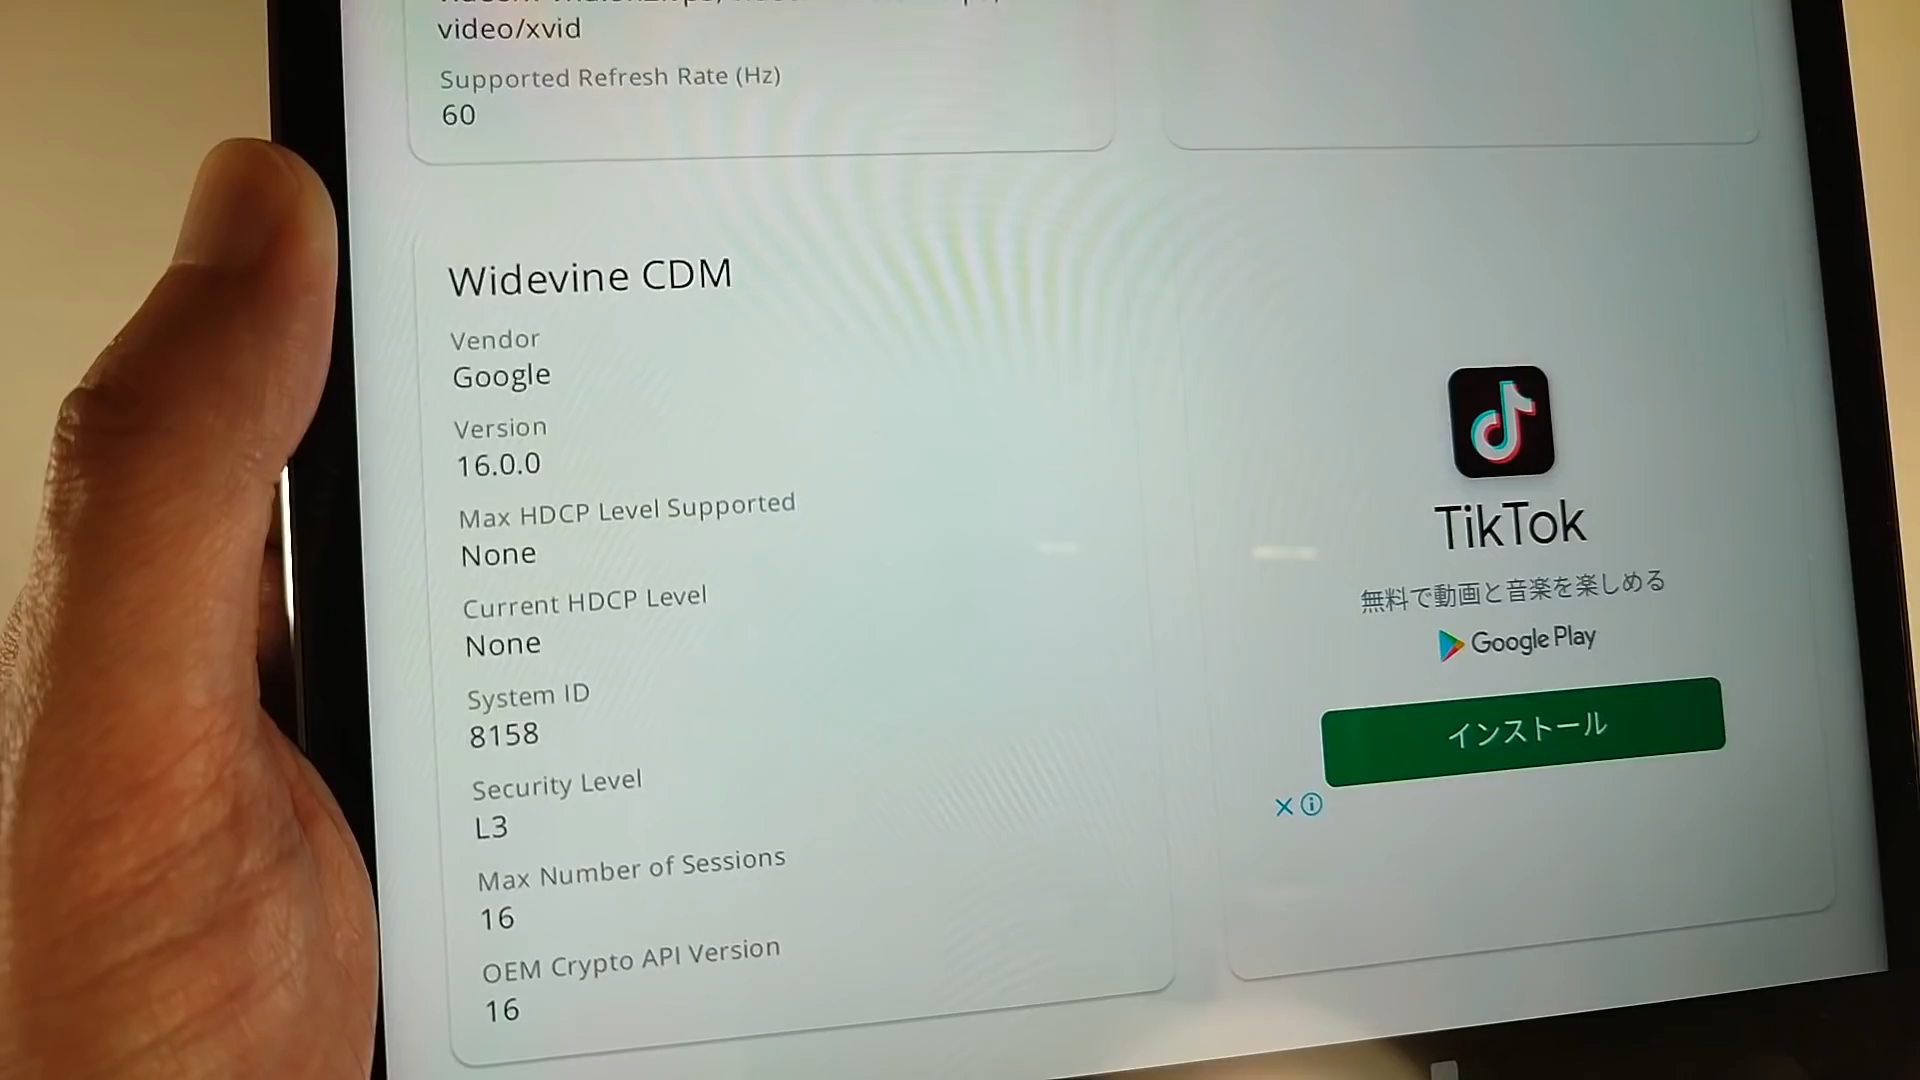 video/xvid
Supported Refresh Rate (Hz)
60
Widevine CDM
Vendor
Google
Version
16.0.0
Max HDCP Level Supported
None
Current HDCP Level
None
System ID
8158
Security Level
L3
Max Number of Sessions
16
OEM Crypto API Version
16
TikTok
無料で動画と音楽を楽しめる
Google Play
インストール